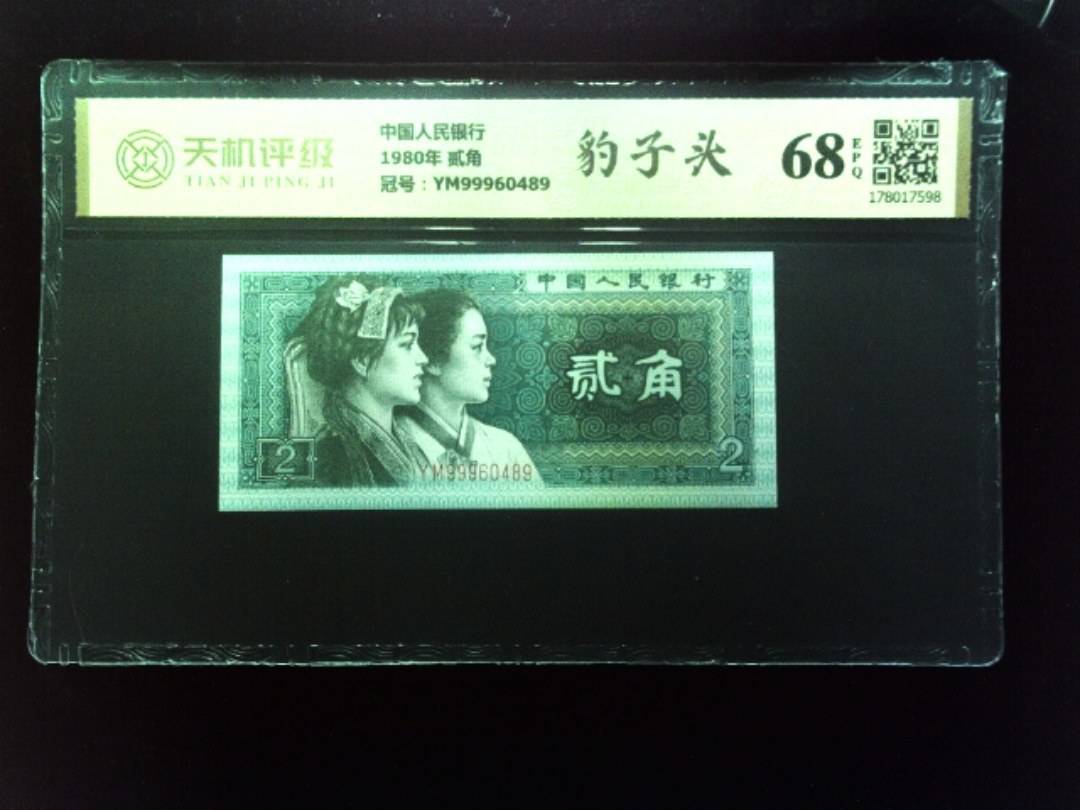 天机评级
TIAN JI PING JI
中国人民银行
1980年 贰角
冠号：YM99960489
豹子头
68
EPQ
178017598
中国人民银行
贰角
2
YM99960489
2